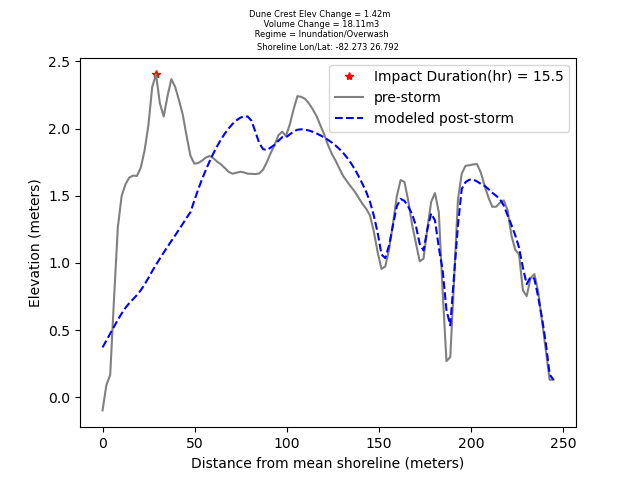 Dune Crest Elev Change = 1.42m
Volume Change = 18.11m3
Regime = Inundation/Overwash
Shoreline Lon/Lat: -82.273 26.792
Impact Duration(hr) = 15.5
pre-storm
modeled post-storm
Elevation (meters)
2.5
2.0
1.5
1.0
0.5
0.0
0 50 100 150 200 250
Distance from mean shoreline (meters)